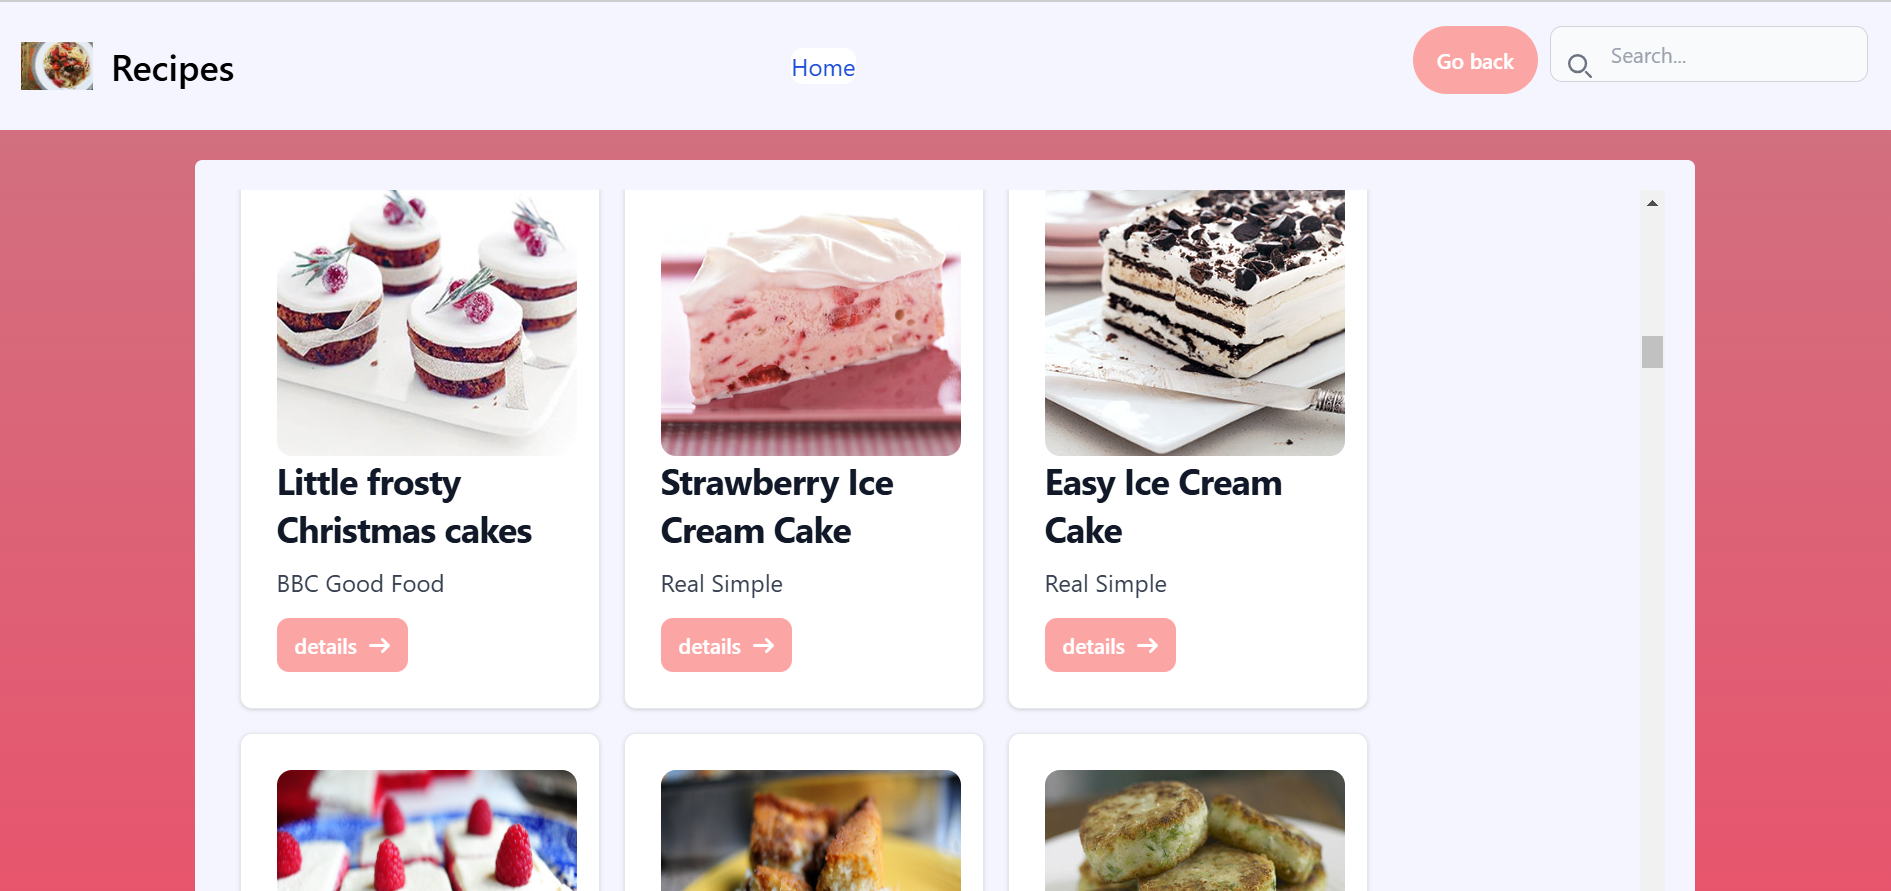 Recipes
Home
Go back
Search...
Little frosty
Christmas cakes
BBC Good Food
details
Strawberry Ice
Cream Cake
Real Simple
details
Easy Ice Cream
Cake
Real Simple
details